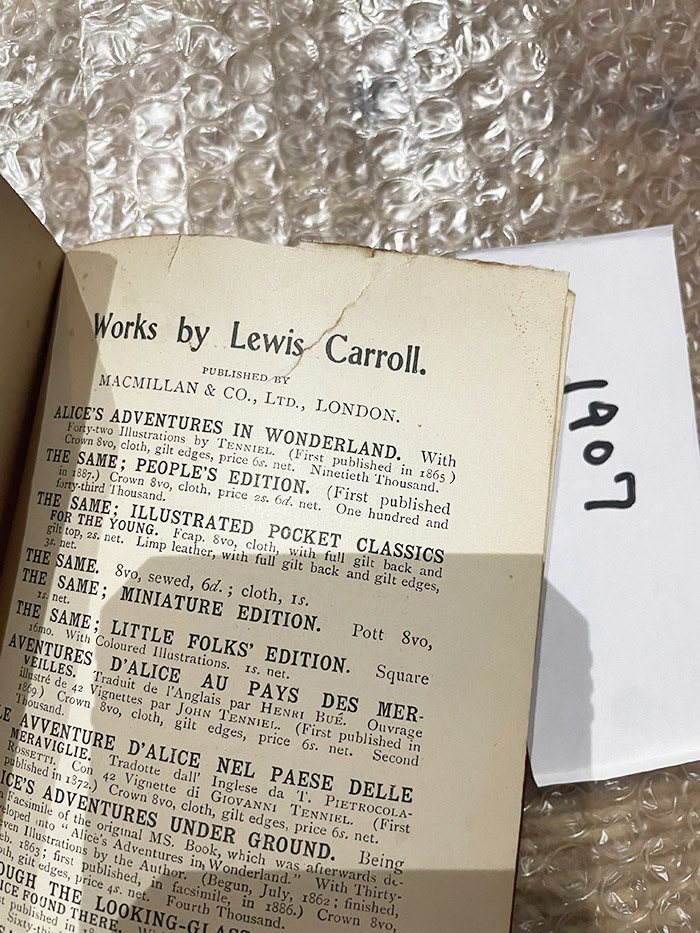 Works by Lewis Carroll.
PUBLISHED BY
MACMILLAN & CO., LTD., LONDON.
ALICE'S ADVENTURES IN WONDERLAND. With
Forty-two Illustrations by TENNIEL. (First published in 1865)
Crown 8vo, cloth, gilt edges, price 6s. net. Ninetieth Thousand.
THE SAME; PEOPLE'S EDITION. (First published
in 1887.) Crown 8vo, cloth, price 2s. 6d. net. One hundred and
forty-third Thousand.
THE SAME; ILLUSTRATED POCKET CLASSICS
FOR THE YOUNG. Fcap. 8vo, cloth, with full gilt back and
gilt top, 2s. net. Limp leather, with full gilt back and gilt edges,
3s. net.
THE SAME. 8vo, sewed, 6d.; cloth, 1s.
THE SAME; MINIATURE EDITION. Pott 8vo,
1s. net.
THE SAME; LITTLE FOLKS' EDITION. Square
16mo. With Coloured Illustrations. 1s. net.
AVENTURES D'ALICE AU PAYS DES MER-
VEILLES. Traduit de l'Anglais par HENRI BUÉ. Ouvrage
illustré de 42 Vignettes par JOHN TENNIEL. (First published in
1869.) Crown 8vo, cloth, gilt edges, price 6s. net. Second
Thousand.
LE AVVENTURE D'ALICE NEL PAESE DELLE
MERAVIGLIE. Tradotte dall' Inglese da T. PIETROCOLA-
ROSSETTI. Con 42 Vignette di GIOVANNI TENNIEL. (First
published in 1872.) Crown 8vo, cloth, gilt edges, price 6s. net.
ICE'S ADVENTURES UNDER GROUND. Being
a Facsimile of the original MS. Book, which was afterwards de-
veloped into "Alice's Adventures in Wonderland." With Thirty-
seven Illustrations by the Author. (Begun, July, 1862; finished,
Feb. 1863; first published, in facsimile, in 1886.) Crown 8vo,
cloth, gilt edges, price 4s. net. Fourth Thousand.
OUGH THE LOOKING-GLASS
ICE FOUND THERE.
published in
Sixty-third
1907